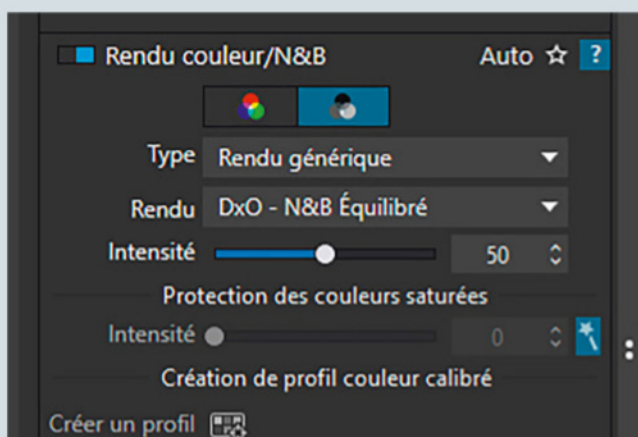 Rendu couleur/N&B Auto ?
Type Rendu générique
Rendu DxO - N&B Équilibré
Intensité 50
Protection des couleurs saturées
Intensité 0
Création de profil couleur calibré
Créer un profil